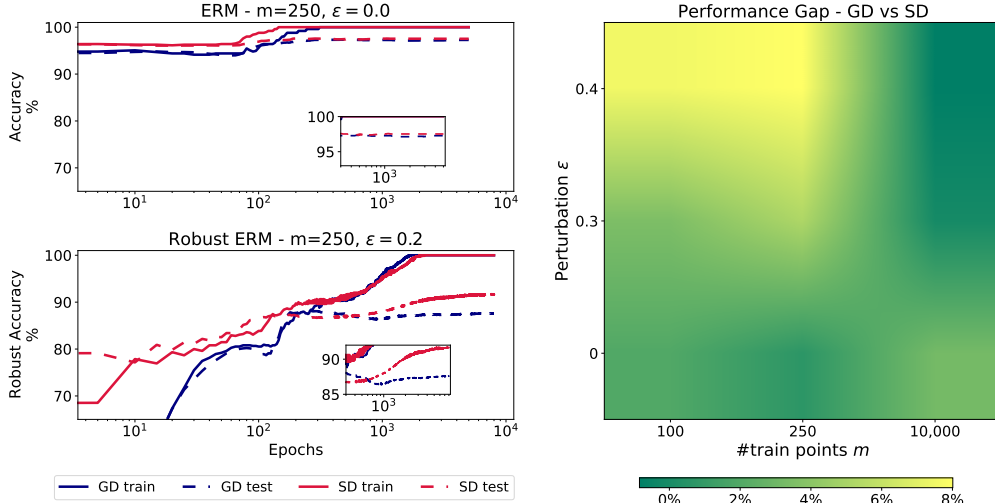 ERM - m=250, ε = 0.0
Accuracy
%
100
90
80
70
100
95
10³
10¹ 10² 10³ 10⁴
Robust ERM - m=250, ε = 0.2
Robust Accuracy
%
100
90
80
70
90
85
10³
10¹ 10² 10³ 10⁴
Epochs
GD train GD test SD train SD test
Performance Gap - GD vs SD
Perturbation ε
0.4
0.3
0
100 250 10,000
#train points m
0% 2% 4% 6% 8%